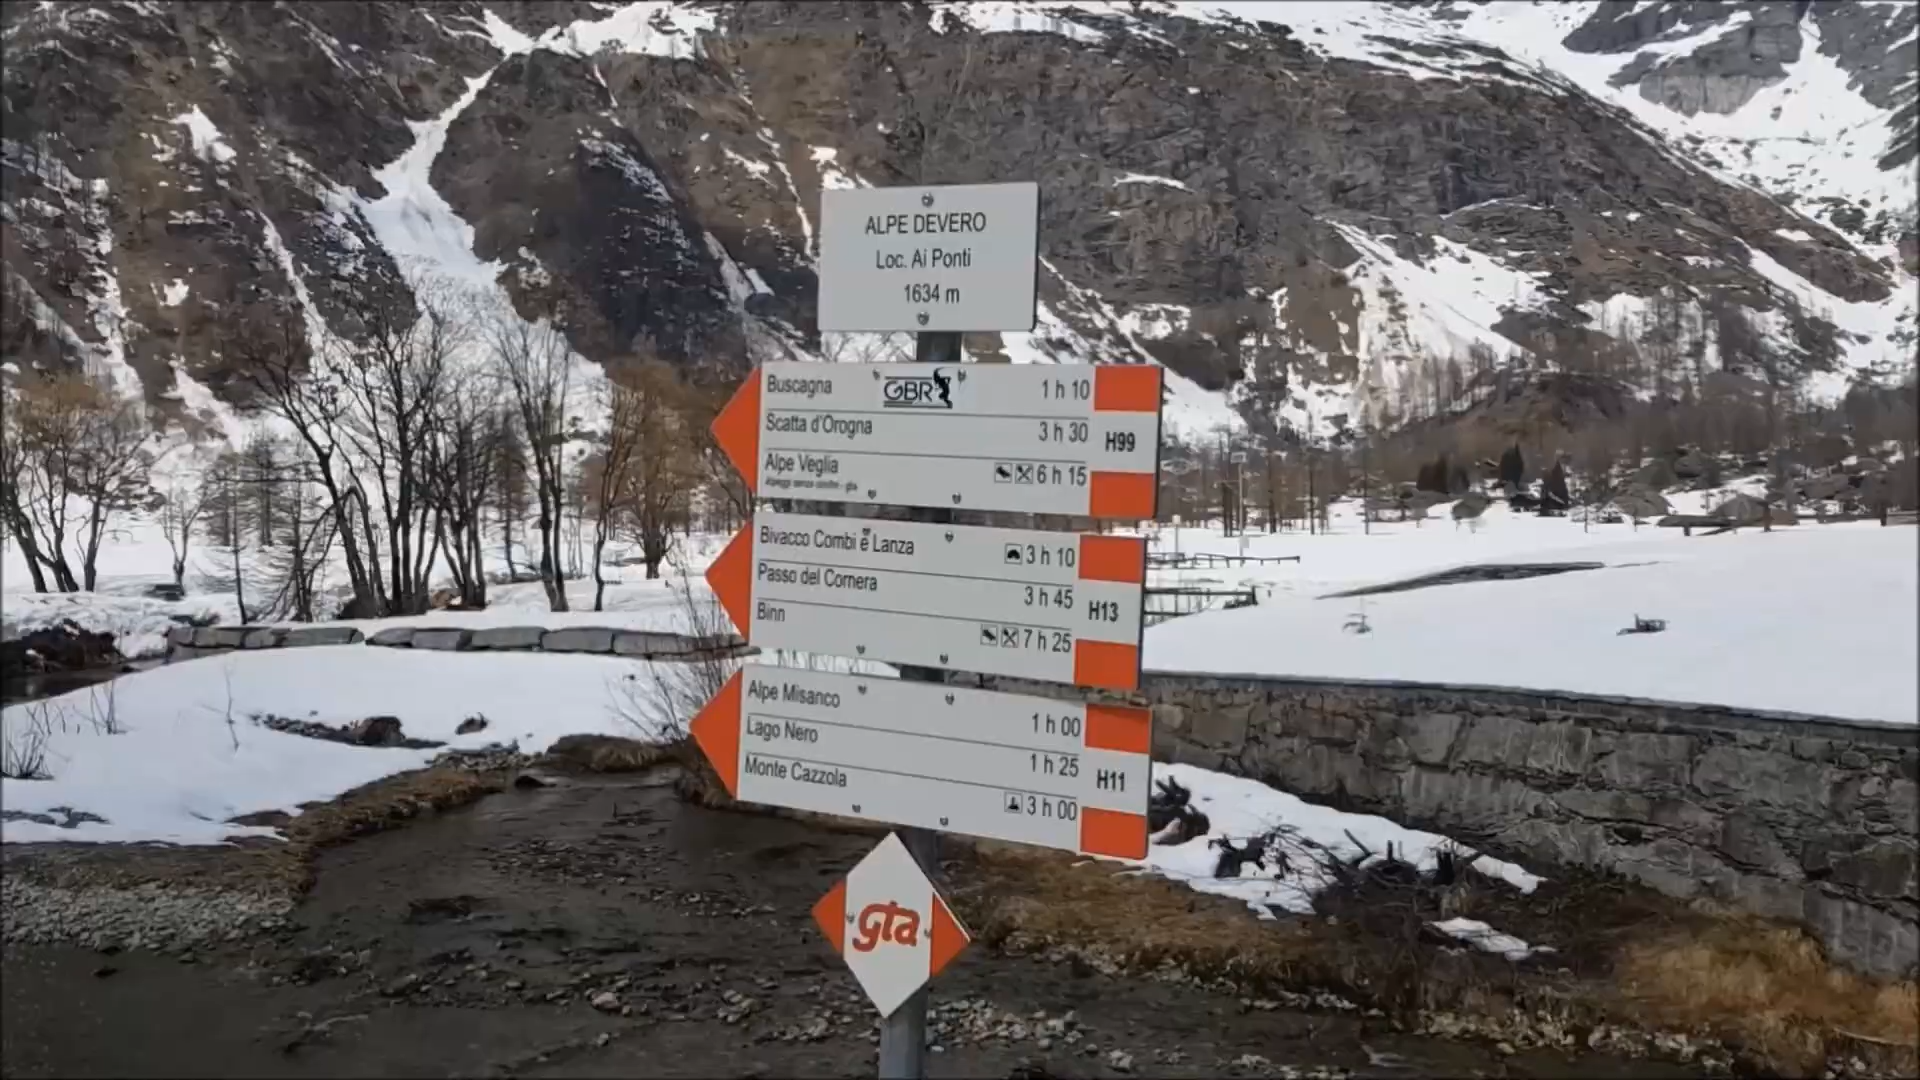 ALPE DEVERO
Loc. Ai Ponti
1634 m
Buscagna GBR 1 h 10
Scatta d'Orogna 3 h 30
H99
Alpe Veglia 6 h 15
Bivacco Combi e Lanza 3 h 10
Passo del Cornera 3 h 45
H13
Binn 7 h 25
Alpe Misanco 1 h 00
Lago Nero 1 h 25
H11
Monte Cazzola 3 h 00
gta